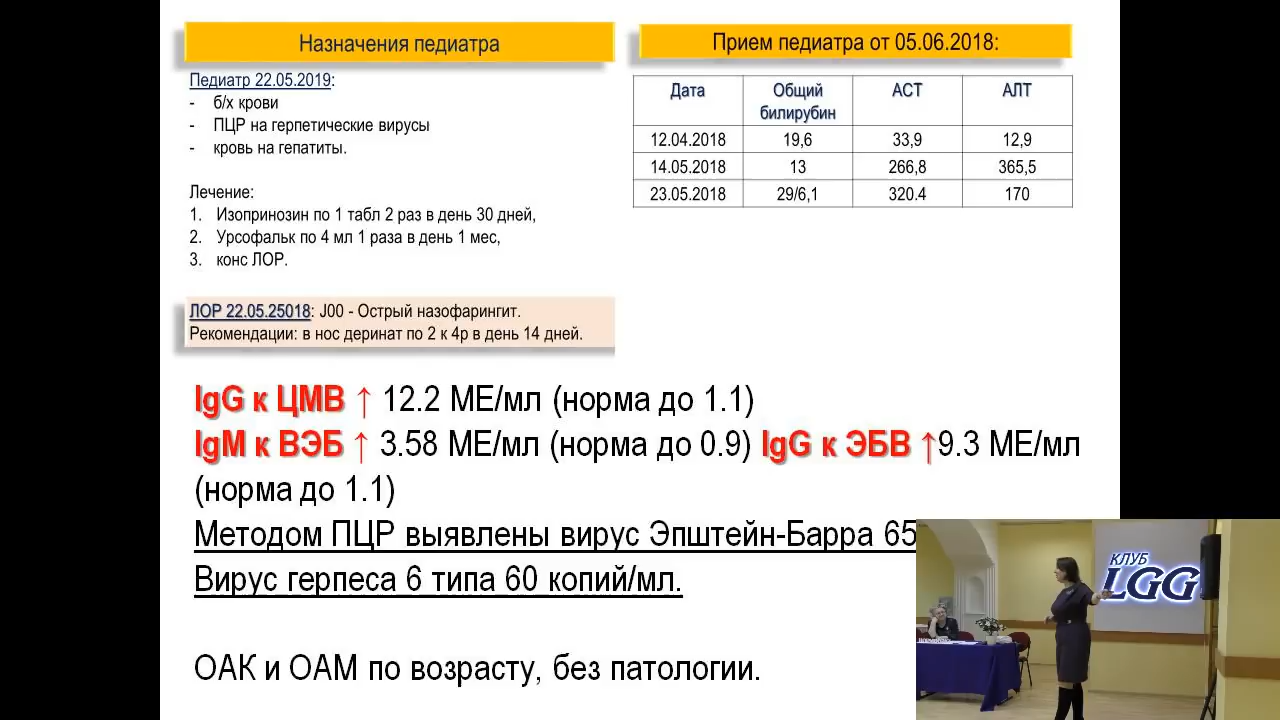 Назначения педиатра
Педиатр 22.05.2019:
- б/х крови
- ПЦР на герпетические вирусы
- кровь на гепатиты.
Лечение:
1. Изопринозин по 1 табл 2 раз в день 30 дней,
2. Урсофальк по 4 мл 1 раза в день 1 мес,
3. конс ЛОР.
ЛОР 22.05.25018: J00 - Острый назофарингит.
Рекомендации: в нос деринат по 2 к 4р в день 14 дней.
Прием педиатра от 05.06.2018:
Дата Общий билирубин АСТ АЛТ
12.04.2018 19,6 33,9 12,9
14.05.2018 13 266,8 365,5
23.05.2018 29/6,1 320.4 170
IgG к ЦМВ ↑ 12.2 МЕ/мл (норма до 1.1)
IgM к ВЭБ ↑ 3.58 МЕ/мл (норма до 0.9) IgG к ЭБВ ↑9.3 МЕ/мл
(норма до 1.1)
Методом ПЦР выявлены вирус Эпштейн-Барра 65
Вирус герпеса 6 типа 60 копий/мл.
ОАК и ОАМ по возрасту, без патологии.
КЛУБ
LGG